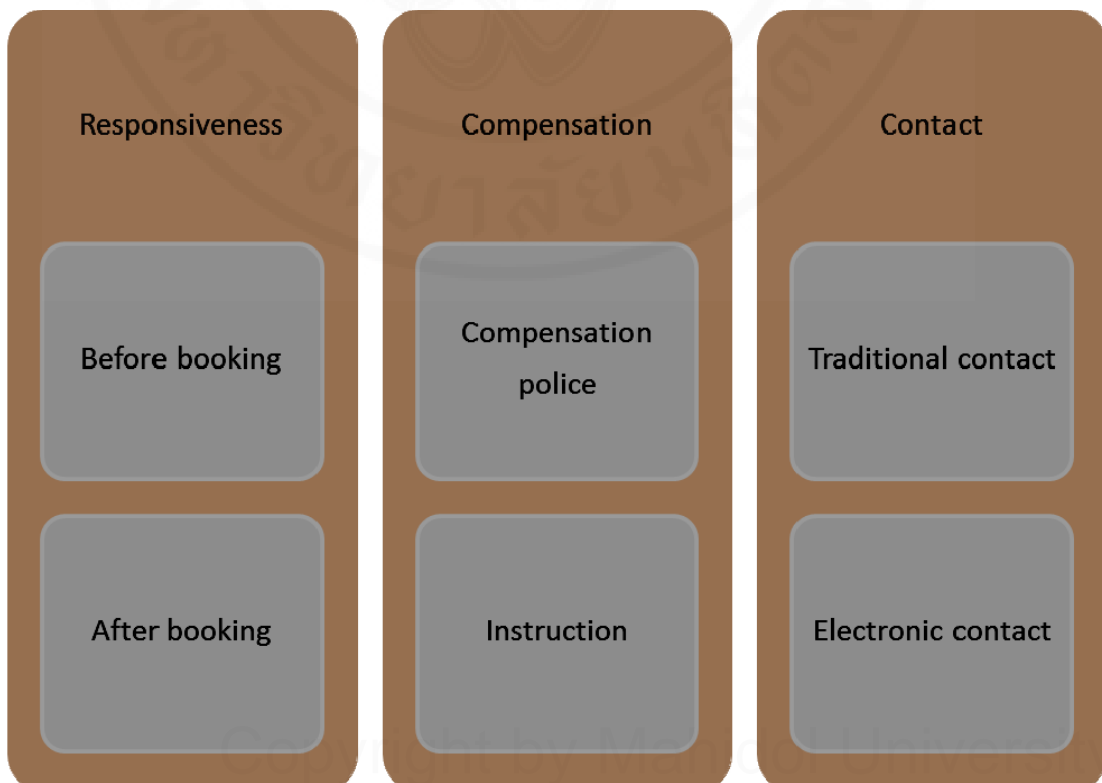 Responsiveness
Before booking
After booking
Compensation
Compensation
police
Instruction
Contact
Traditional contact
Electronic contact
Copyright by Mahidol University